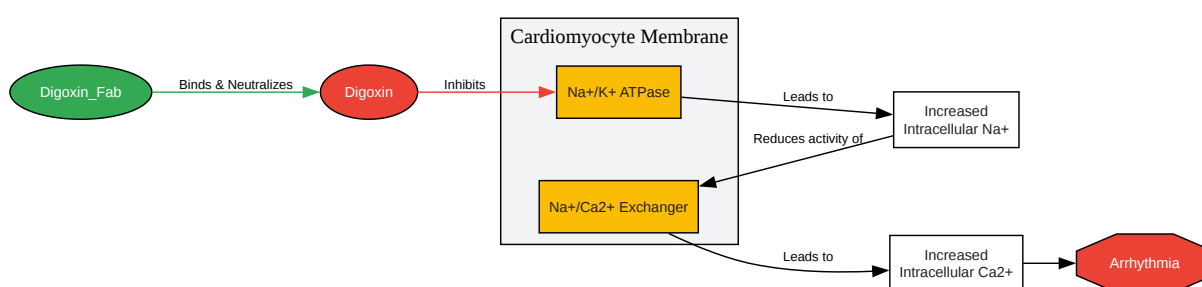 Cardiomyocyte Membrane
Digoxin_Fab
Binds & Neutralizes
Digoxin
Inhibits
Na+/K+ ATPase
Leads to
Increased
Intracellular Na+
Reduces activity of
Na+/Ca2+ Exchanger
Leads to
Increased
Intracellular Ca2+
Arrhythmia